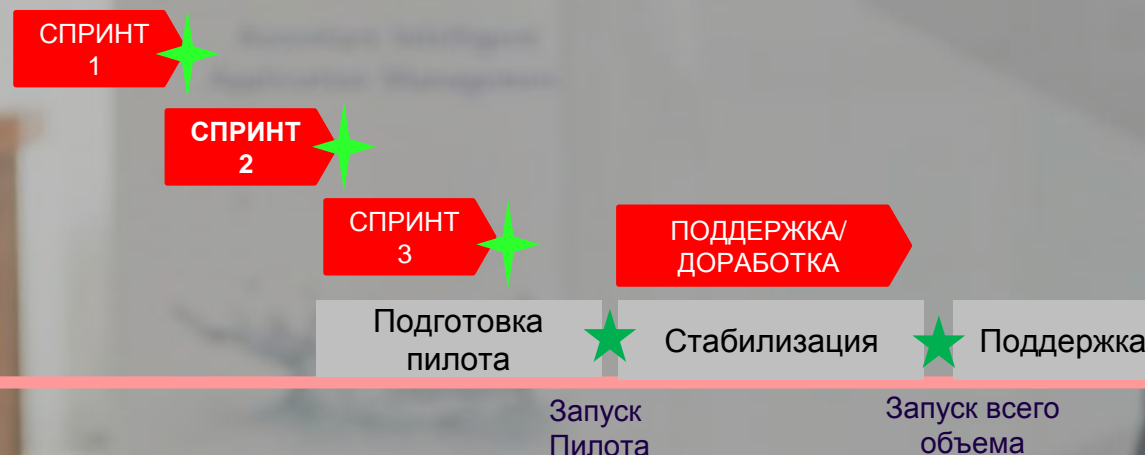 СПРИНТ
1
СПРИНТ
2
СПРИНТ
3
ПОДДЕРЖКА/
ДОРАБОТКА
Подготовка
пилота
Стабилизация
Поддержка
Запуск
Пилота
Запуск всего
объема